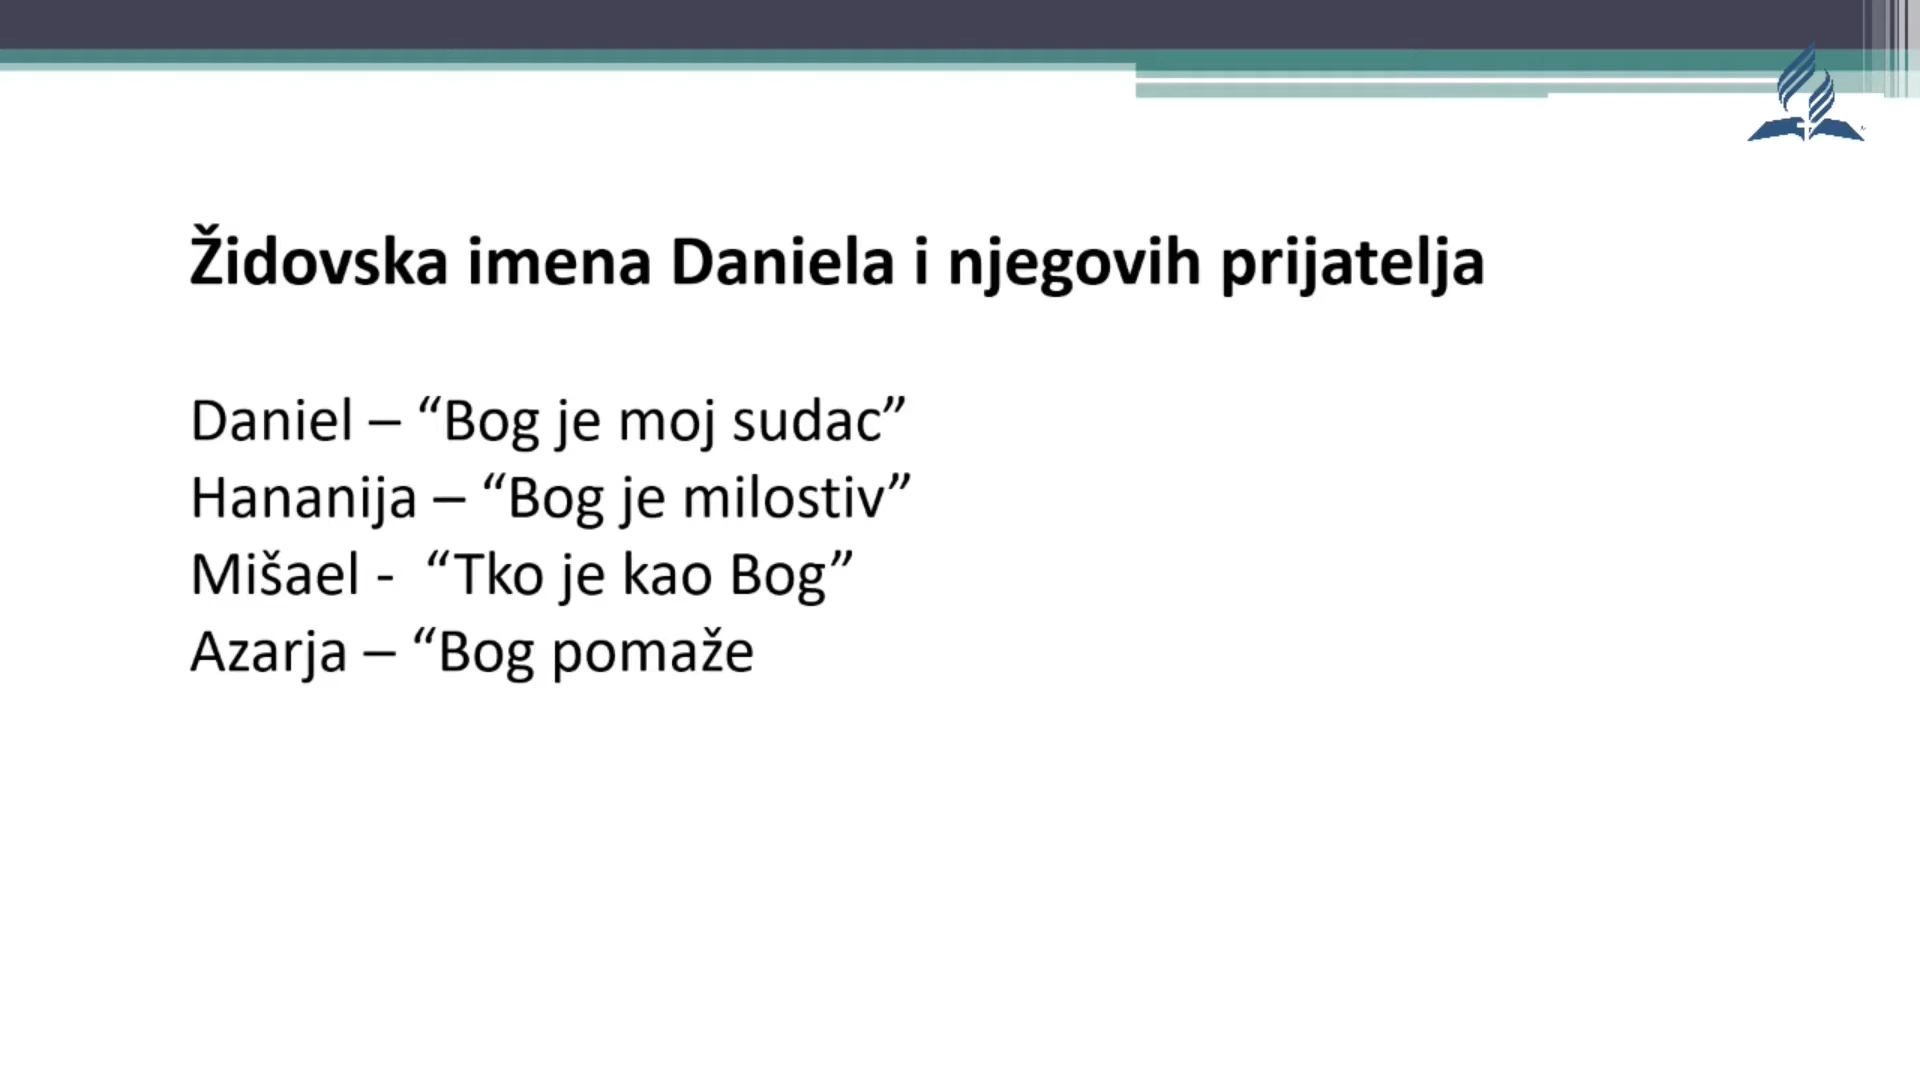 Židovska imena Daniela i njegovih prijatelja
Daniel – “Bog je moj sudac”
Hananija – “Bog je milostiv”
Mišael -  “Tko je kao Bog”
Azarja – “Bog pomaže